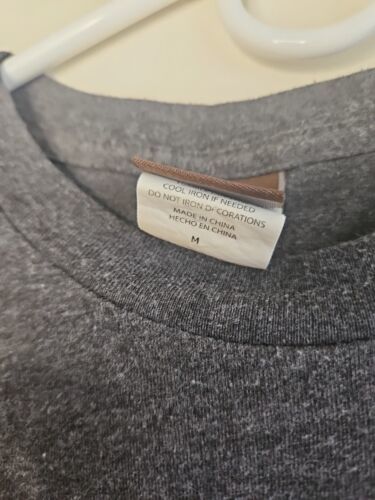 COOL IRON IF NEEDED
DO NOT IRON DECORATIONS
MADE IN CHINA
HECHO EN CHINA
M